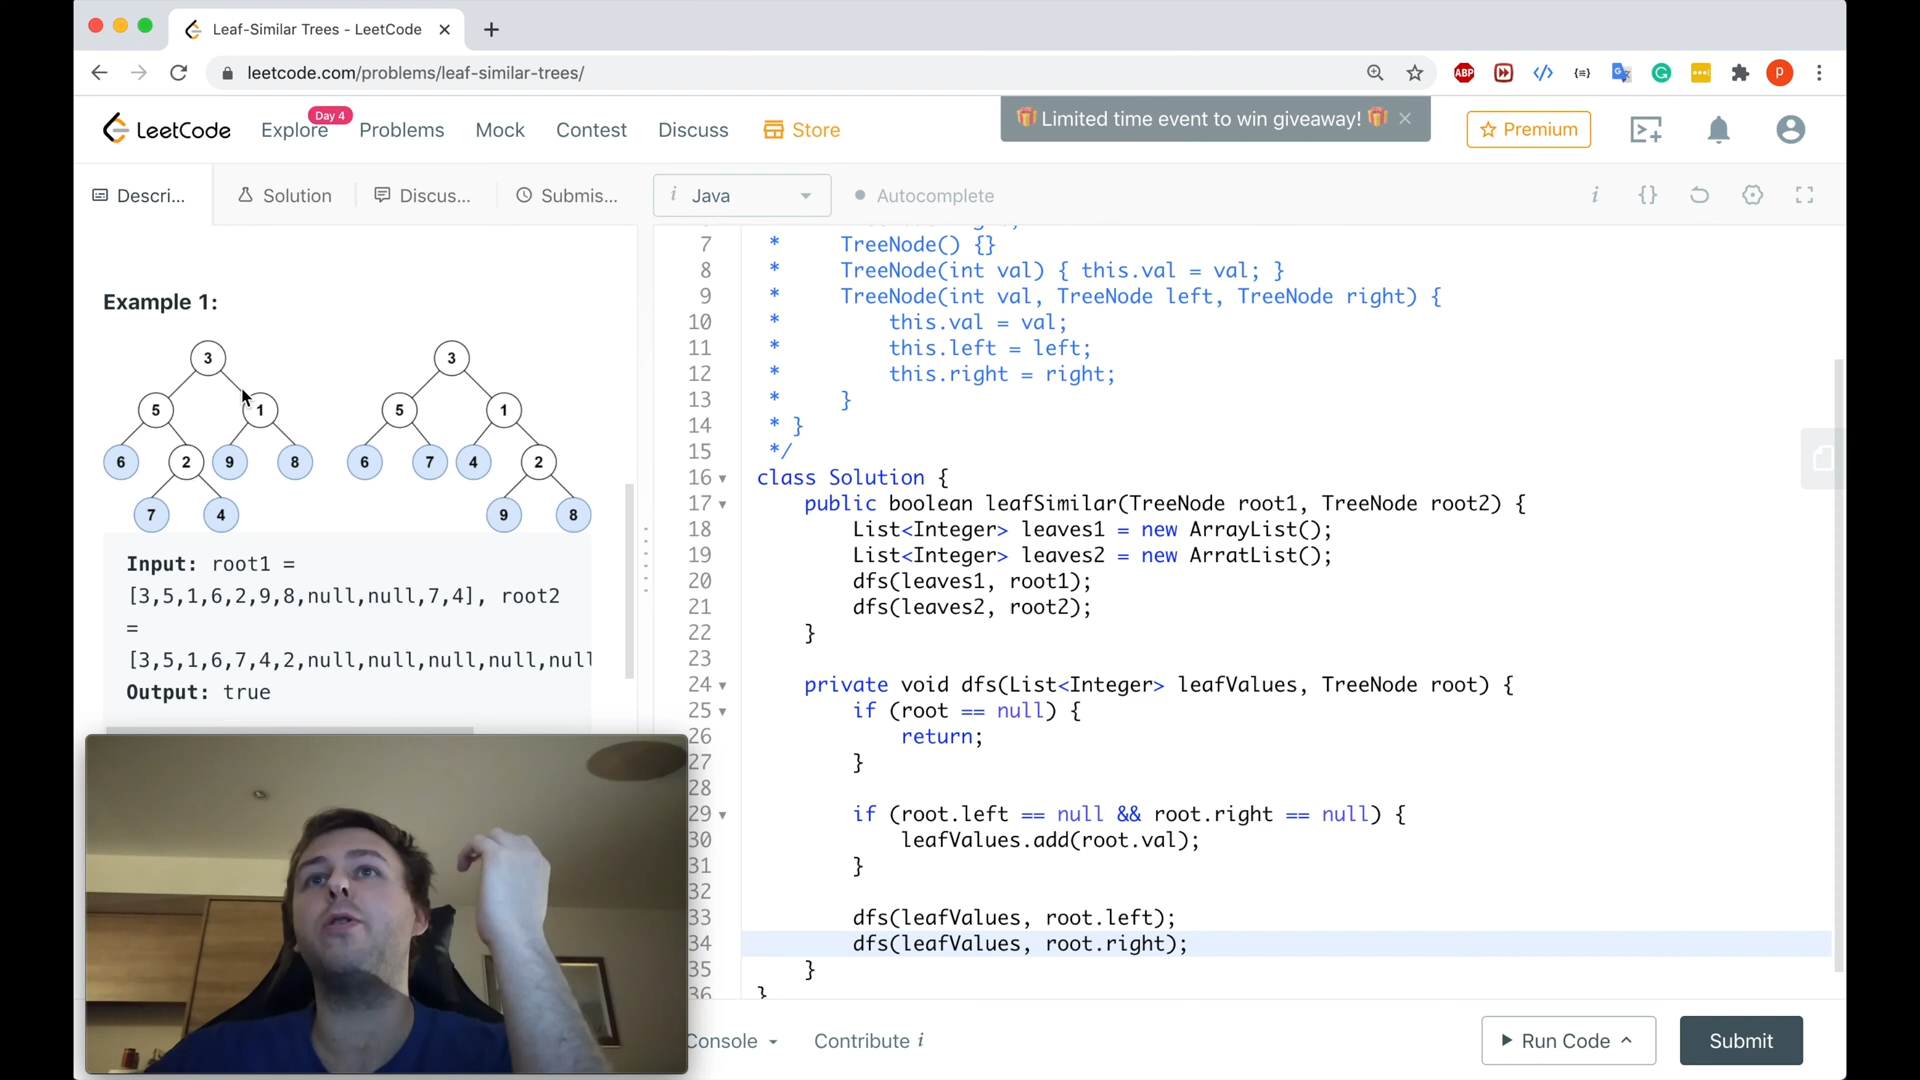 Leaf-Similar Trees - LeetCode
leetcode.com/problems/leaf-similar-trees/
ABP
P
LeetCode
Explore
Day 4
Problems
Mock
Contest
Discuss
Store
Limited time event to win giveaway!
Premium
Descri...
Solution
Discus...
Submis...
i Java
Autocomplete
Example 1:
3
5 1
6 2 9 8
7 4
3
5 1
6 7 4 2
9 8
Input: root1 =
[3,5,1,6,2,9,8,null,null,7,4], root2
=
[3,5,1,6,7,4,2,null,null,null,null,null
Output: true
7 * TreeNode() {}
8 * TreeNode(int val) { this.val = val; }
9 * TreeNode(int val, TreeNode left, TreeNode right) {
10 * this.val = val;
11 * this.left = left;
12 * this.right = right;
13 * }
14 * }
15 */
16 class Solution {
17 public boolean leafSimilar(TreeNode root1, TreeNode root2) {
18 List<Integer> leaves1 = new ArrayList();
19 List<Integer> leaves2 = new ArratList();
20 dfs(leaves1, root1);
21 dfs(leaves2, root2);
22 }
23
24 private void dfs(List<Integer> leafValues, TreeNode root) {
25 if (root == null) {
26 return;
27 }
28
29 if (root.left == null && root.right == null) {
30 leafValues.add(root.val);
31 }
32
33 dfs(leafValues, root.left);
34 dfs(leafValues, root.right);
35 }
36 }
Console
Contribute i
Run Code
Submit